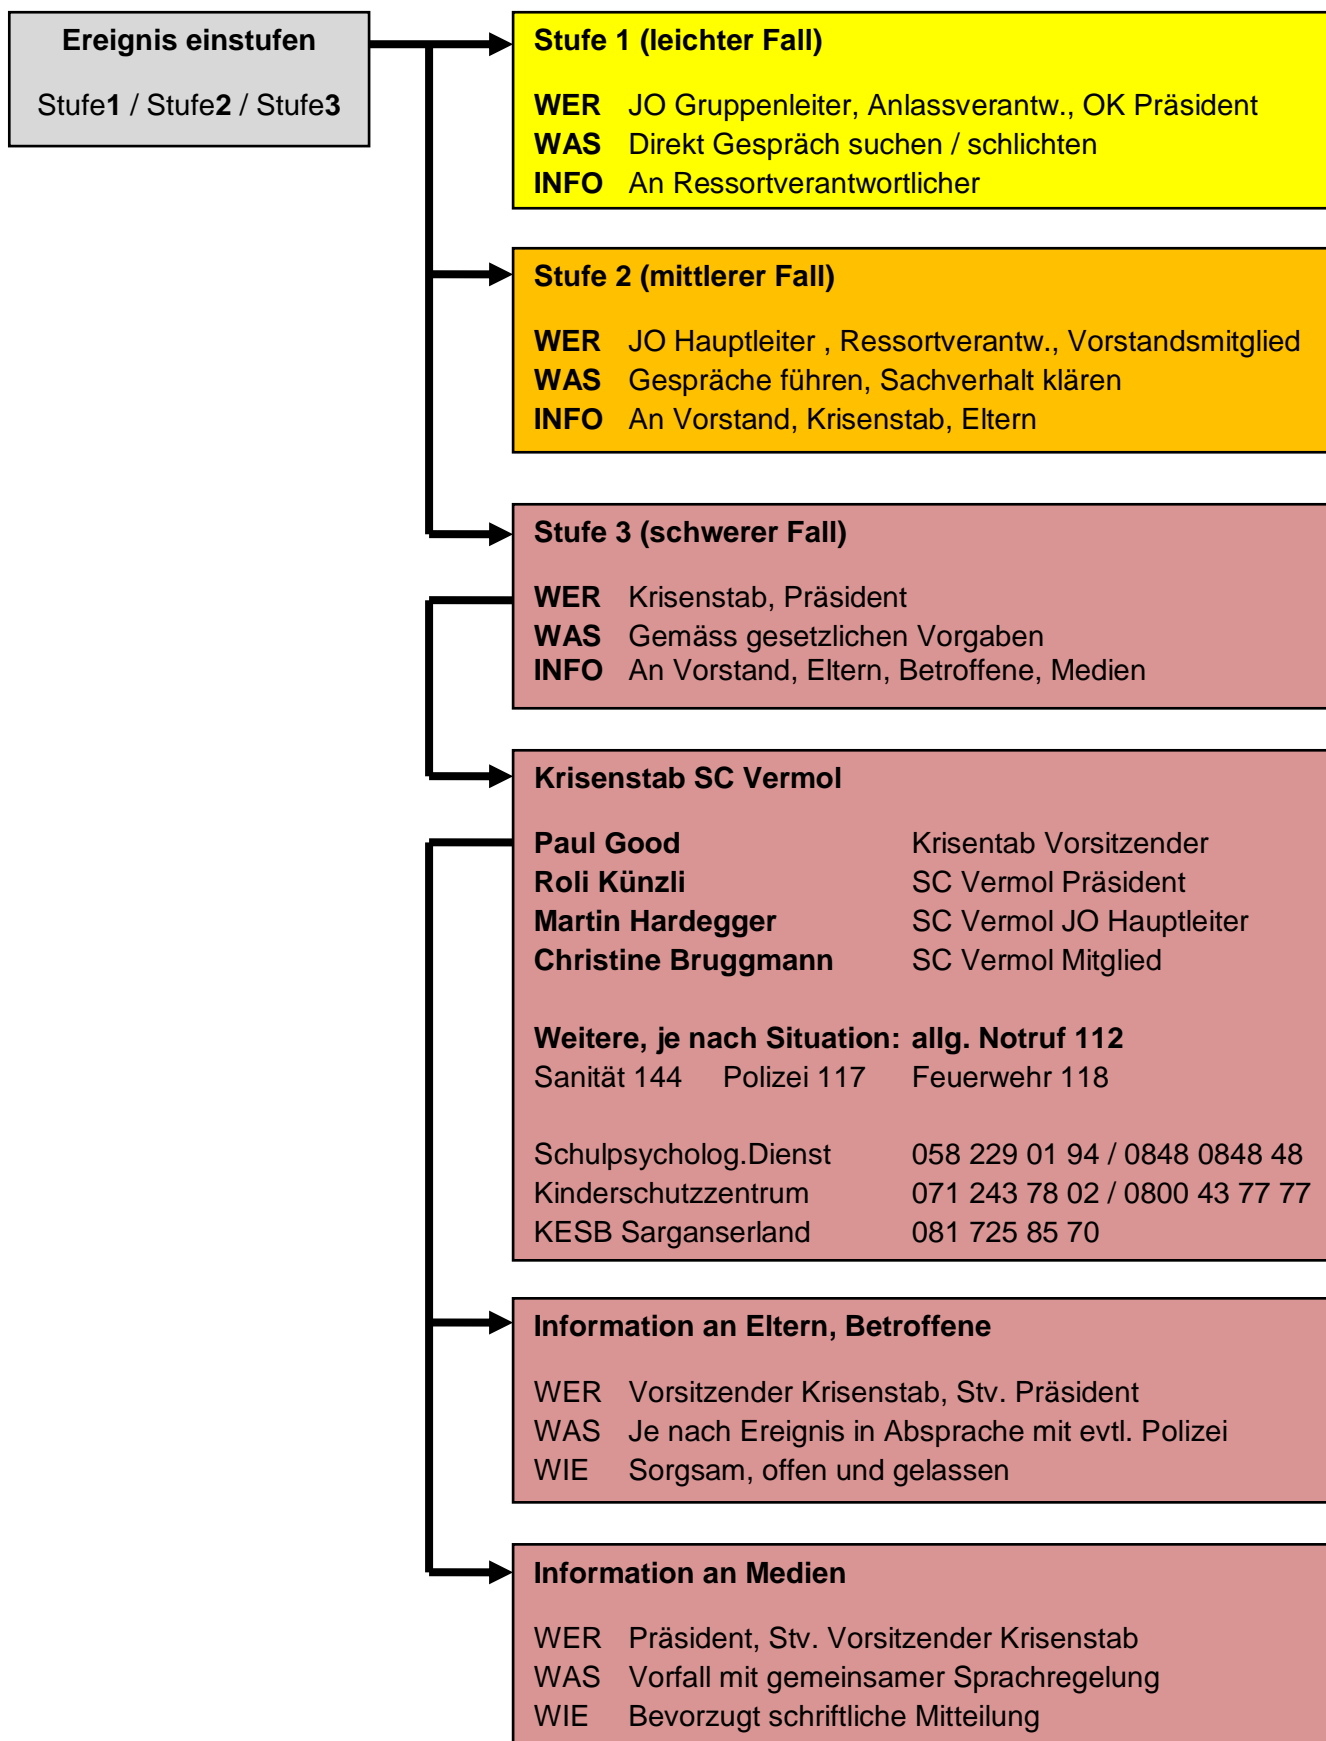 Ereignis einstufen
Stufe1 / Stufe2 / Stufe3
Stufe 1 (leichter Fall)
WER JO Gruppenleiter, Anlassverantw., OK Präsident
WAS Direkt Gespräch suchen / schlichten
INFO An Ressortverantwortlicher
Stufe 2 (mittlerer Fall)
WER JO Hauptleiter , Ressortverantw., Vorstandsmitglied
WAS Gespräche führen, Sachverhalt klären
INFO An Vorstand, Krisenstab, Eltern
Stufe 3 (schwerer Fall)
WER Krisenstab, Präsident
WAS Gemäss gesetzlichen Vorgaben
INFO An Vorstand, Eltern, Betroffene, Medien
Krisenstab SC Vermol
Paul Good Krisentab Vorsitzender
Roli Künzli SC Vermol Präsident
Martin Hardegger SC Vermol JO Hauptleiter
Christine Bruggmann SC Vermol Mitglied
Weitere, je nach Situation: allg. Notruf 112
Sanität 144 Polizei 117 Feuerwehr 118
Schulpsycholog.Dienst 058 229 01 94 / 0848 0848 48
Kinderschutzzentrum 071 243 78 02 / 0800 43 77 77
KESB Sarganserland 081 725 85 70
Information an Eltern, Betroffene
WER Vorsitzender Krisenstab, Stv. Präsident
WAS Je nach Ereignis in Absprache mit evtl. Polizei
WIE Sorgsam, offen und gelassen
Information an Medien
WER Präsident, Stv. Vorsitzender Krisenstab
WAS Vorfall mit gemeinsamer Sprachregelung
WIE Bevorzugt schriftliche Mitteilung